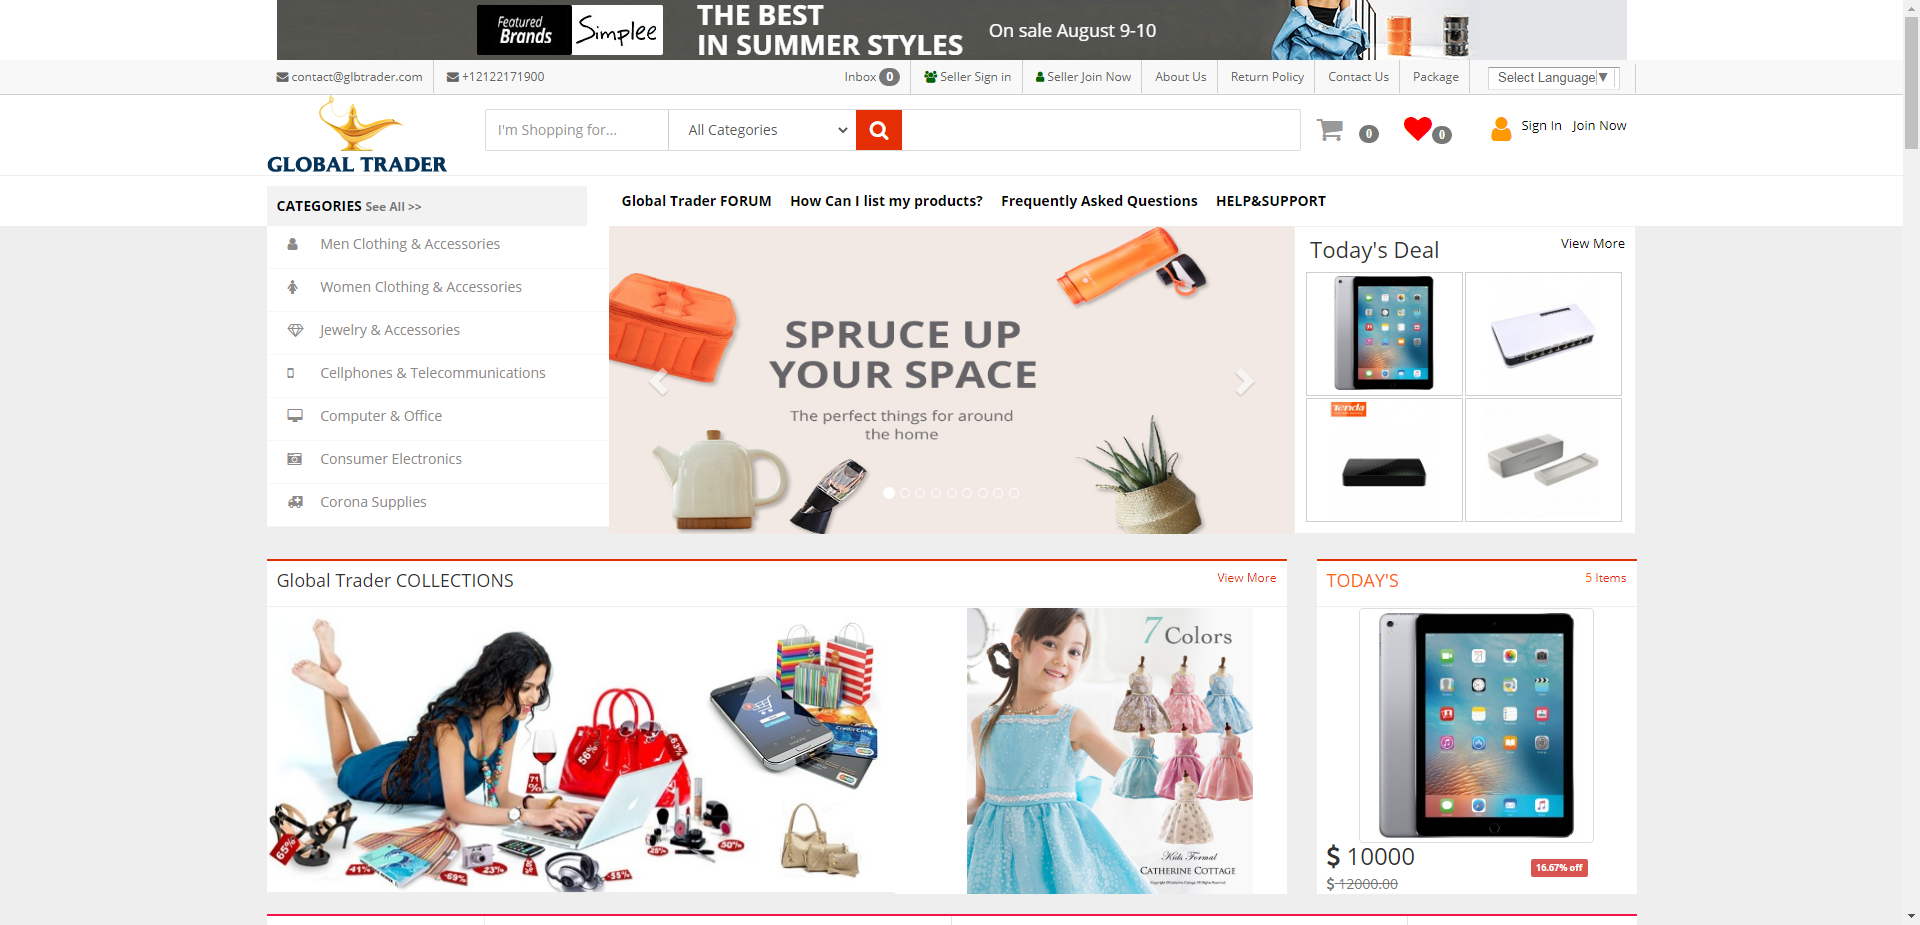 Featured
Brands
Simplee
THE BEST
IN SUMMER STYLES
On sale August 9-10
contact@glbtrader.com
+12122171900
Inbox 0
Seller Sign in
Seller Join Now
About Us
Return Policy
Contact Us
Package
Select Language▼
GLOBAL TRADER
I'm Shopping for...
All Categories
0
0
Sign In
Join Now
CATEGORIES See All >>
Global Trader FORUM
How Can I list my products?
Frequently Asked Questions
HELP&SUPPORT
Men Clothing & Accessories
Women Clothing & Accessories
Jewelry & Accessories
Cellphones & Telecommunications
Computer & Office
Consumer Electronics
Corona Supplies
SPRUCE UP
YOUR SPACE
The perfect things for around
the home
Today's Deal
View More
Tenda
Global Trader COLLECTIONS
View More
TODAY'S
5 Items
7 Colors
Credit Card
56%
63%
71%
65%
41%
-69%
-23%
25%
50%
-55%
Kids Formal
CATHERINE COTTAGE
$ 10000
$ 12000.00
16.67% off